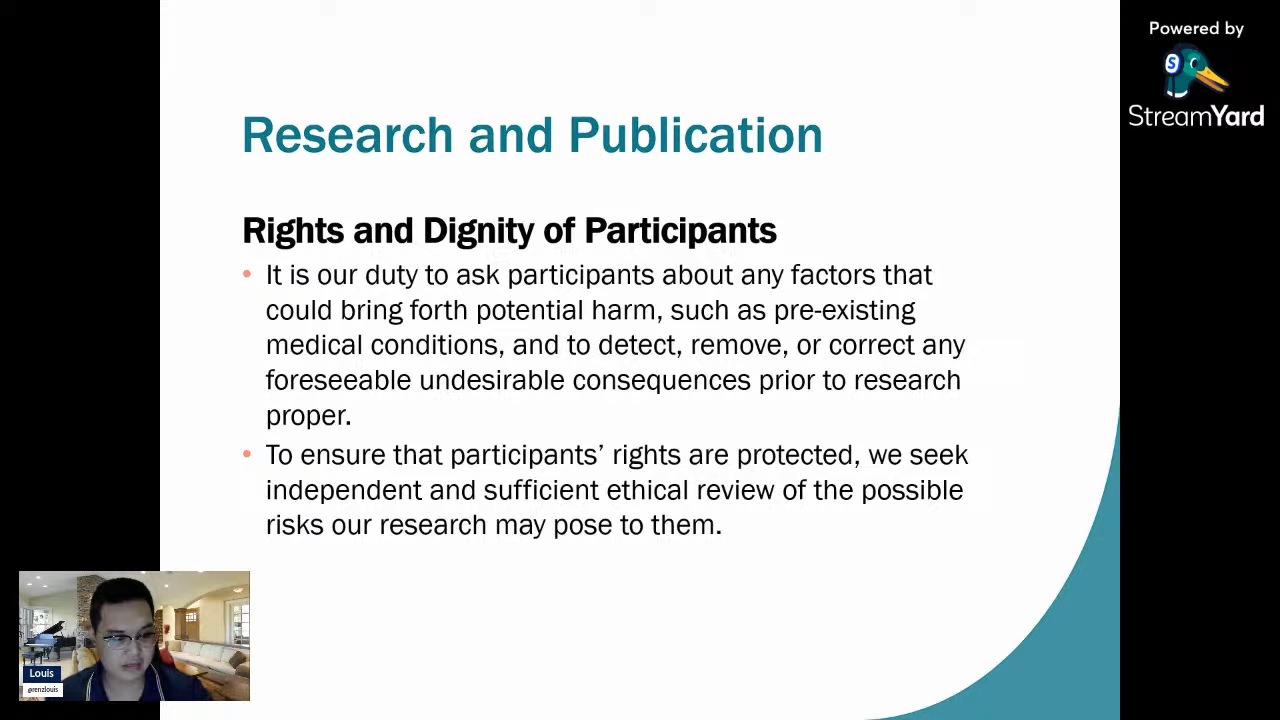 Powered by
S
StreamYard
Research and Publication
Rights and Dignity of Participants
• It is our duty to ask participants about any factors that
could bring forth potential harm, such as pre-existing
medical conditions, and to detect, remove, or correct any
foreseeable undesirable consequences prior to research
proper.
• To ensure that participants’ rights are protected, we seek
independent and sufficient ethical review of the possible
risks our research may pose to them.
Louis
@renzlouis